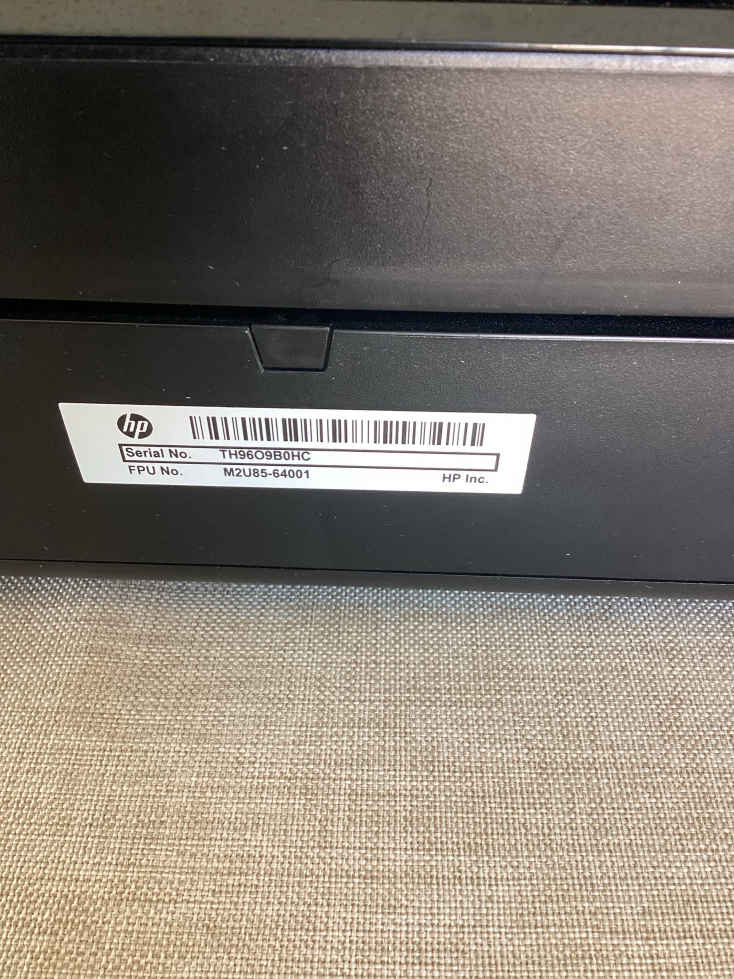 hp
Serial No. TH96O9B0HC
FPU No. M2U85-64001
HP Inc.